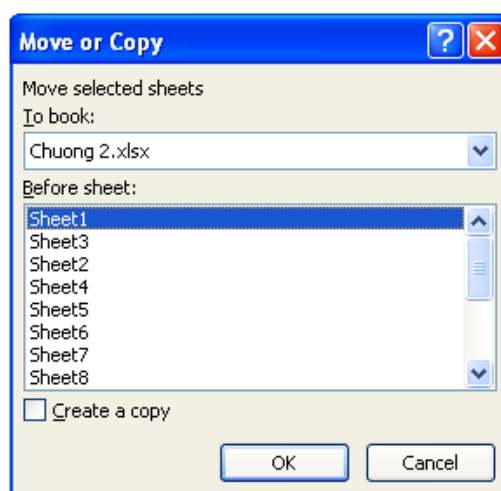 Move or Copy
Move selected sheets
To book:
Chuong 2.xlsx
Before sheet:
Sheet1
Sheet3
Sheet2
Sheet4
Sheet5
Sheet6
Sheet7
Sheet8
Create a copy
OK Cancel